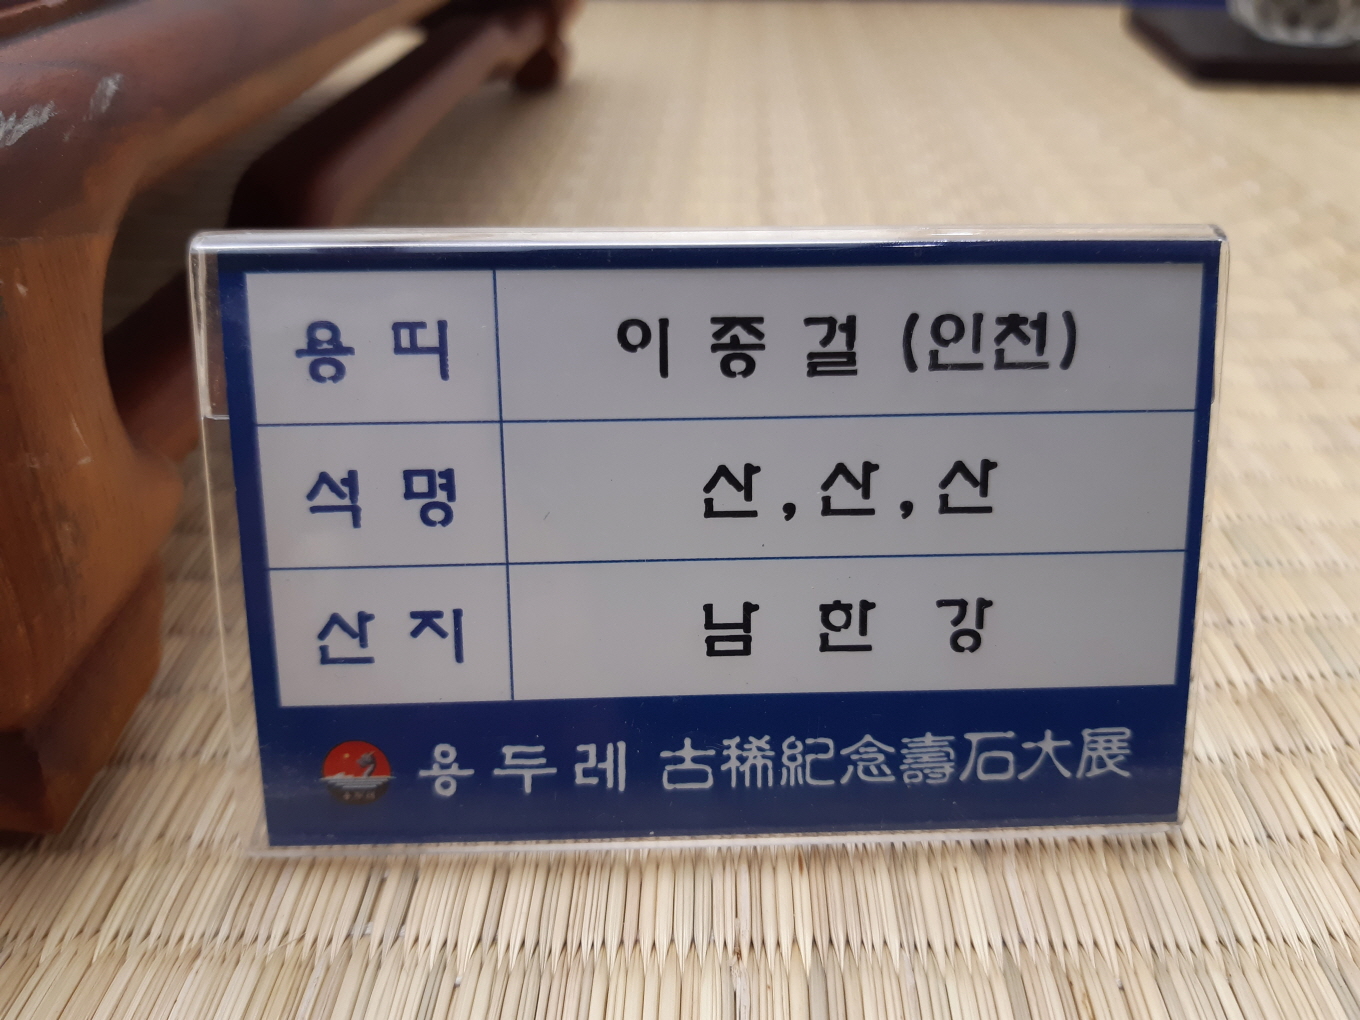 용 띠 이 종 걸 (인천)
석 명 산 , 산 , 산
산 지 남 한 강
용 두 레 古稀紀念壽石大展